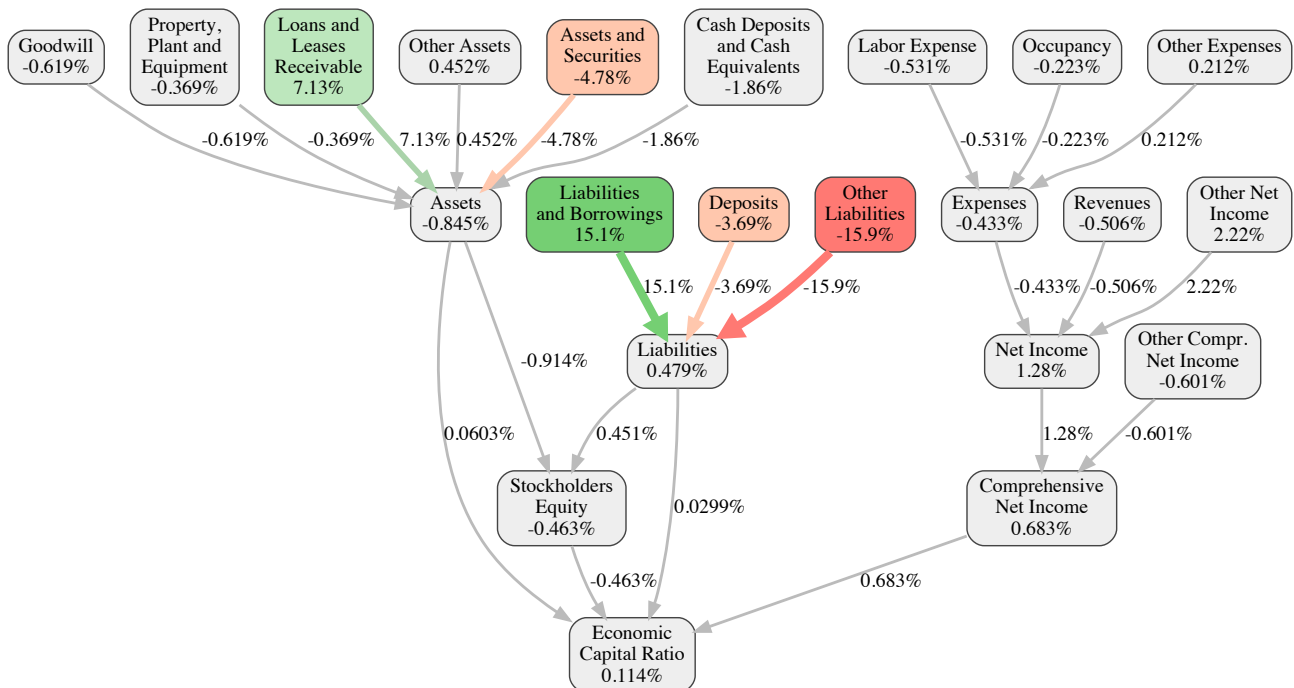 Goodwill
-0.619%
Property,
Plant and
Equipment
-0.369%
Loans and
Leases
Receivable
7.13%
Other Assets
0.452%
Assets and
Securities
-4.78%
Cash Deposits
and Cash
Equivalents
-1.86%
Labor Expense
-0.531%
Occupancy
-0.223%
Other Expenses
0.212%
-0.619%
-0.369%
7.13%
0.452%
-4.78%
-1.86%
-0.531%
-0.223%
0.212%
Assets
-0.845%
Liabilities
and Borrowings
15.1%
Deposits
-3.69%
Other
Liabilities
-15.9%
Expenses
-0.433%
Revenues
-0.506%
Other Net
Income
2.22%
15.1%
-3.69%
-15.9%
-0.433%
-0.506%
2.22%
-0.914%
Liabilities
0.479%
Net Income
1.28%
Other Compr.
Net Income
-0.601%
0.0603%
0.451%
1.28%
-0.601%
Stockholders
Equity
-0.463%
0.0299%
Comprehensive
Net Income
0.683%
-0.463%
0.683%
Economic
Capital Ratio
0.114%